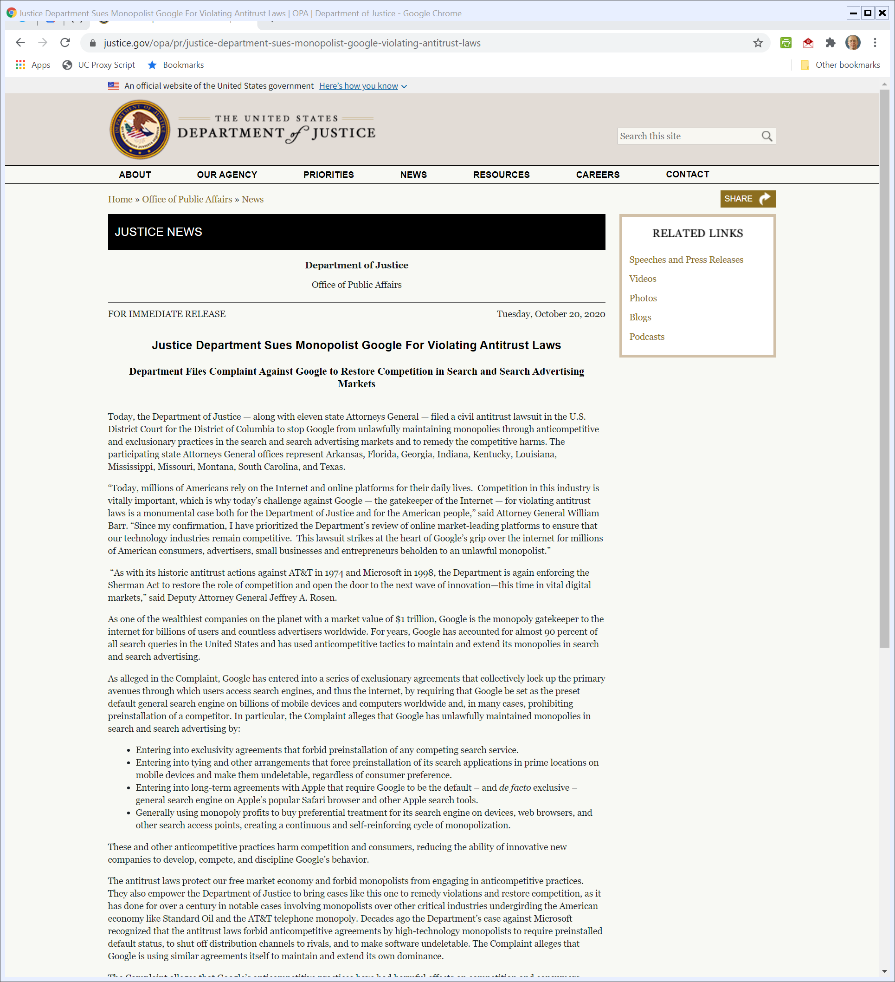 Justice Department Sues Monopolist Google For Violating Antitrust Laws | OPA | Department of Justice - Google Chrome
justice.gov/opa/pr/justice-department-sues-monopolist-google-violating-antitrust-laws
Apps UC Proxy Script Bookmarks Other bookmarks
An official website of the United States government Here's how you know
THE UNITED STATES
DEPARTMENT of JUSTICE
Search this site
ABOUT OUR AGENCY PRIORITIES NEWS RESOURCES CAREERS CONTACT
Home » Office of Public Affairs » News
SHARE
JUSTICE NEWS
Department of Justice
Office of Public Affairs
FOR IMMEDIATE RELEASE Tuesday, October 20, 2020
Justice Department Sues Monopolist Google For Violating Antitrust Laws
Department Files Complaint Against Google to Restore Competition in Search and Search Advertising
Markets
Today, the Department of Justice — along with eleven state Attorneys General — filed a civil antitrust lawsuit in the U.S.
District Court for the District of Columbia to stop Google from unlawfully maintaining monopolies through anticompetitive
and exclusionary practices in the search and search advertising markets and to remedy the competitive harms. The
participating state Attorneys General offices represent Arkansas, Florida, Georgia, Indiana, Kentucky, Louisiana,
Mississippi, Missouri, Montana, South Carolina, and Texas.
“Today, millions of Americans rely on the Internet and online platforms for their daily lives. Competition in this industry is
vitally important, which is why today’s challenge against Google — the gatekeeper of the Internet — for violating antitrust
laws is a monumental case both for the Department of Justice and for the American people,” said Attorney General William
Barr. “Since my confirmation, I have prioritized the Department’s review of online market-leading platforms to ensure that
our technology industries remain competitive. This lawsuit strikes at the heart of Google’s grip over the internet for millions
of American consumers, advertisers, small businesses and entrepreneurs beholden to an unlawful monopolist.”
“As with its historic antitrust actions against AT&T in 1974 and Microsoft in 1998, the Department is again enforcing the
Sherman Act to restore the role of competition and open the door to the next wave of innovation—this time in vital digital
markets,” said Deputy Attorney General Jeffrey A. Rosen.
As one of the wealthiest companies on the planet with a market value of $1 trillion, Google is the monopoly gatekeeper to the
internet for billions of users and countless advertisers worldwide. For years, Google has accounted for almost 90 percent of
all search queries in the United States and has used anticompetitive tactics to maintain and extend its monopolies in search
and search advertising.
As alleged in the Complaint, Google has entered into a series of exclusionary agreements that collectively lock up the primary
avenues through which users access search engines, and thus the internet, by requiring that Google be set as the preset
default general search engine on billions of mobile devices and computers worldwide and, in many cases, prohibiting
preinstallation of a competitor. In particular, the Complaint alleges that Google has unlawfully maintained monopolies in
search and search advertising by:
• Entering into exclusivity agreements that forbid preinstallation of any competing search service.
• Entering into tying and other arrangements that force preinstallation of its search applications in prime locations on
mobile devices and make them undeletable, regardless of consumer preference.
• Entering into long-term agreements with Apple that require Google to be the default – and de facto exclusive –
general search engine on Apple’s popular Safari browser and other Apple search tools.
• Generally using monopoly profits to buy preferential treatment for its search engine on devices, web browsers, and
other search access points, creating a continuous and self-reinforcing cycle of monopolization.
These and other anticompetitive practices harm competition and consumers, reducing the ability of innovative new
companies to develop, compete, and discipline Google’s behavior.
The antitrust laws protect our free market economy and forbid monopolists from engaging in anticompetitive practices.
They also empower the Department of Justice to bring cases like this one to remedy violations and restore competition, as it
has done for over a century in notable cases involving monopolists over other critical industries undergirding the American
economy like Standard Oil and the AT&T telephone monopoly. Decades ago the Department’s case against Microsoft
recognized that the antitrust laws forbid anticompetitive agreements by high-technology monopolists to require preinstalled
default status, to shut off distribution channels to rivals, and to make software undeletable. The Complaint alleges that
Google is using similar agreements itself to maintain and extend its own dominance.
RELATED LINKS
Speeches and Press Releases
Videos
Photos
Blogs
Podcasts